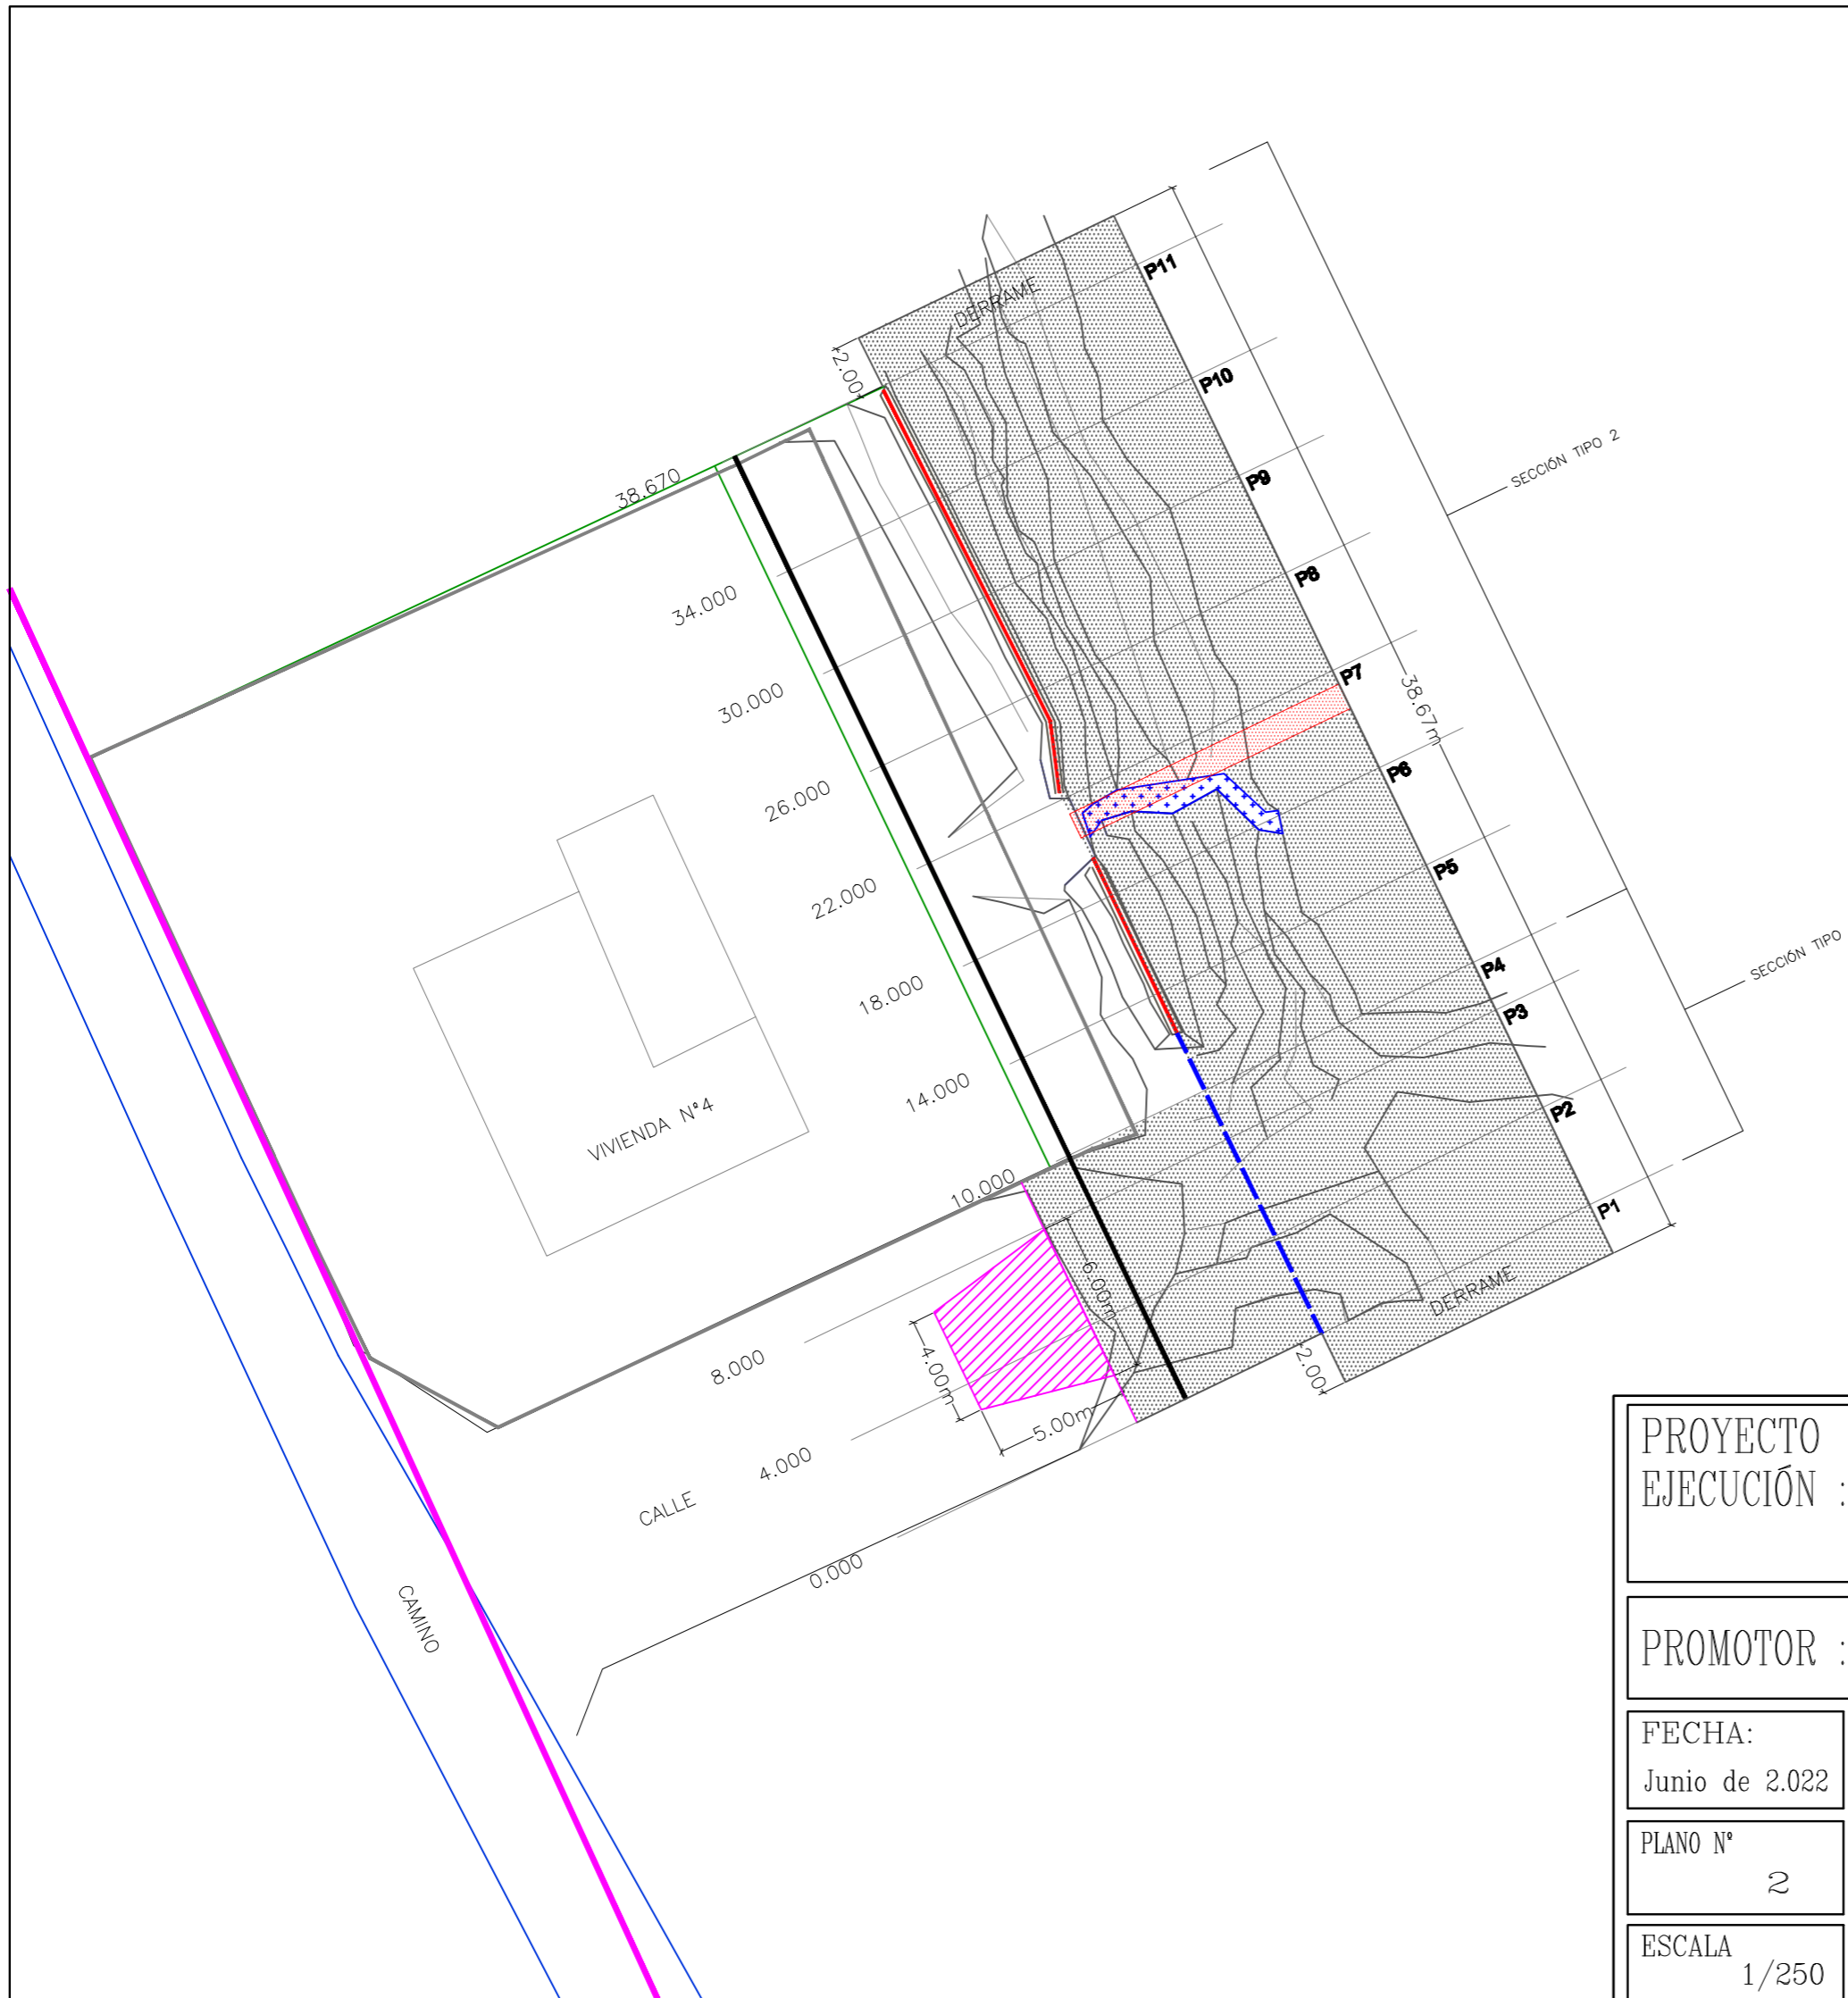 P11
DERRAME
2.00
P10
SECCIÓN TIPO 2
38.670
P9
34.000
P8
30.000
P7
38.67m
26.000
P6
22.000
P5
SECCIÓN TIPO
18.000
P4
P3
14.000
VIVIENDA Nº4
P2
10.000
P1
6.00m
DERRAME
8.000
4.00m
2.00
5.00m
4.000
CALLE
0.000
CAMINO
PROYECTO
EJECUCIÓN :
PROMOTOR :
FECHA:
Junio de 2.022
PLANO Nº
2
ESCALA
1/250